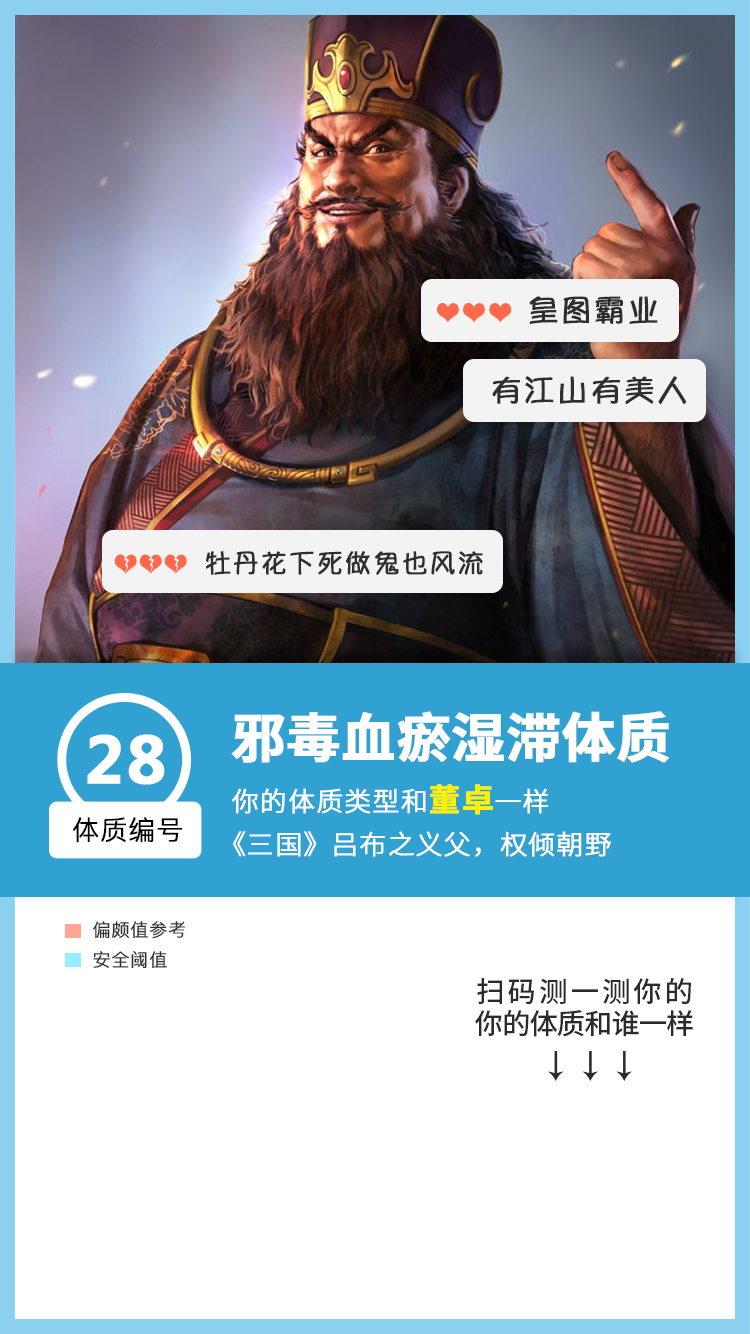 皇图霸业
有江山有美人
牡丹花下死做鬼也风流
28
体质编号
邪毒血瘀湿滞体质
你的体质类型和董卓一样
《三国》吕布之义父，权倾朝野
偏颇值参考
安全阈值
扫码测一测你的
你的体质和谁一样
↓ ↓ ↓